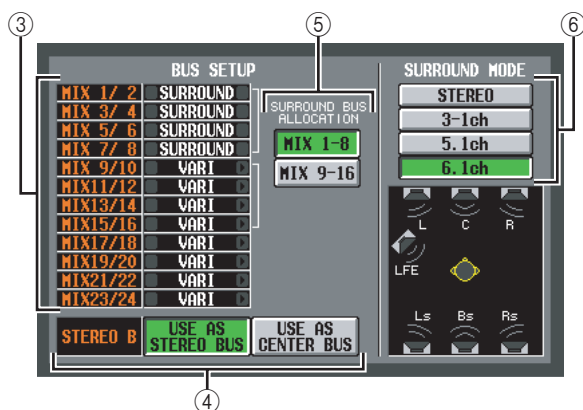 ③
⑤
⑥
BUS SETUP
SURROUND MODE
MIX 1/ 2 SURROUND
MIX 3/ 4 SURROUND
MIX 5/ 6 SURROUND
MIX 7/ 8 SURROUND
MIX 9/10 VARI
MIX11/12 VARI
MIX13/14 VARI
MIX15/16 VARI
MIX17/18 VARI
MIX19/20 VARI
MIX21/22 VARI
MIX23/24 VARI
SURROUND BUS
ALLOCATION
MIX 1-8
MIX 9-16
STEREO
3-1ch
5.1ch
6.1ch
L C R
LFE
Ls Bs Rs
STEREO B
USE AS
STEREO BUS
USE AS
CENTER BUS
④